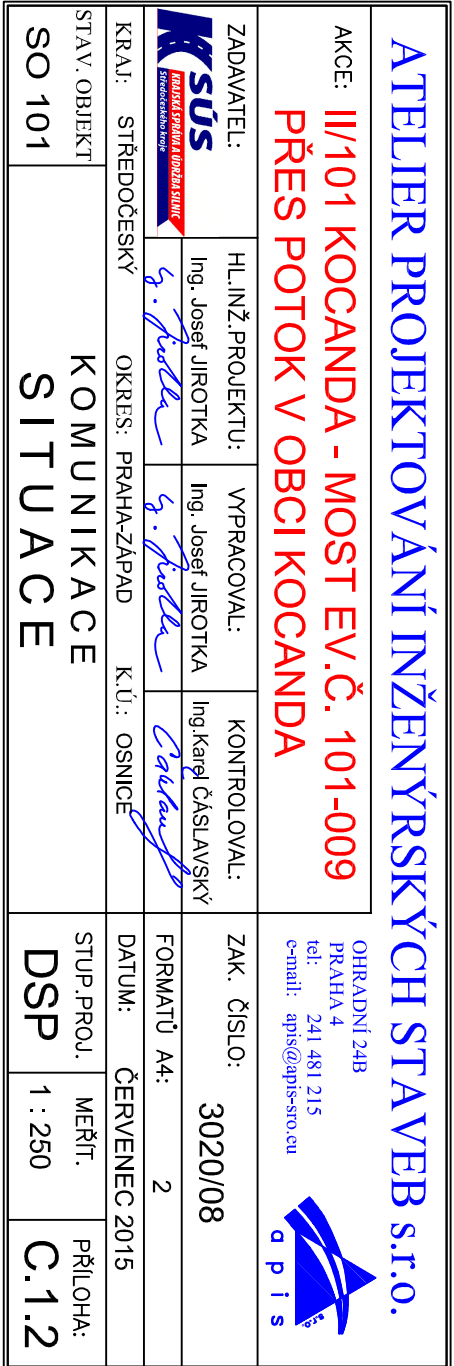 ATELIER PROJEKTOVÁNÍ INŽENÝRSKÝCH STAVEB s.r.o.
AKCE: II/101 KOCANDA - MOST EV.Č. 101-009
PŘES POTOK V OBCI KOCANDA
OHRADNÍ 24B
PRAHA 4
tel: 241 481 215
e-mail: apis@apis-sro.eu
apis
s.r.o.
ZADAVATEL:
KSÚS
KRAJSKÁ SPRÁVA A ÚDRŽBA SILNIC
Středočeského kraje
HL.INŽ.PROJEKTU:
Ing. Josef JIROTKA
VYPRACOVAL:
Ing. Josef JIROTKA
KONTROLOVAL:
Ing.Karel ČÁSLAVSKÝ
ZAK. ČÍSLO:
3020/08
FORMATŮ A4: 2
KRAJ: STŘEDOČESKÝ OKRES: PRAHA-ZÁPAD K.Ú.: OSNICE
DATUM: ČERVENEC 2015
STAV. OBJEKT
SO 101
KOMUNIKACE
SITUACE
STUP.PROJ.
DSP
MEŘÍT.
1 : 250
PŘÍLOHA:
C.1.2